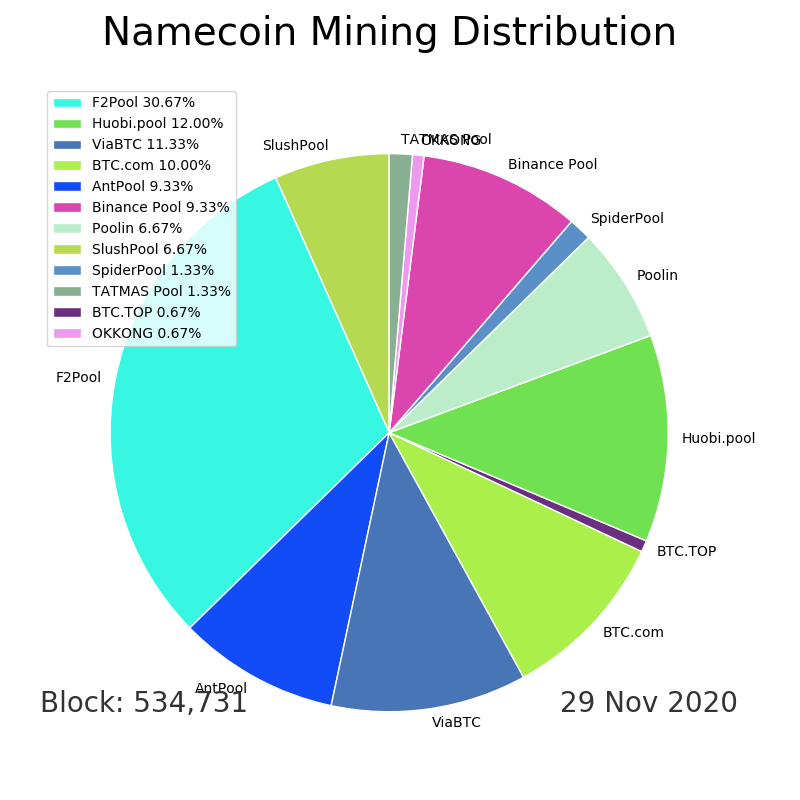 Namecoin Mining Distribution
F2Pool 30.67%
Huobi.pool 12.00%
ViaBTC 11.33%
BTC.com 10.00%
AntPool 9.33%
Binance Pool 9.33%
Poolin 6.67%
SlushPool 6.67%
SpiderPool 1.33%
TATMAS Pool 1.33%
BTC.TOP 0.67%
OKKONG 0.67%
TATMAS Pool
OKKONG
SlushPool
Binance Pool
SpiderPool
Poolin
F2Pool
Huobi.pool
BTC.TOP
BTC.com
AntPool
ViaBTC
Block: 534,731
29 Nov 2020